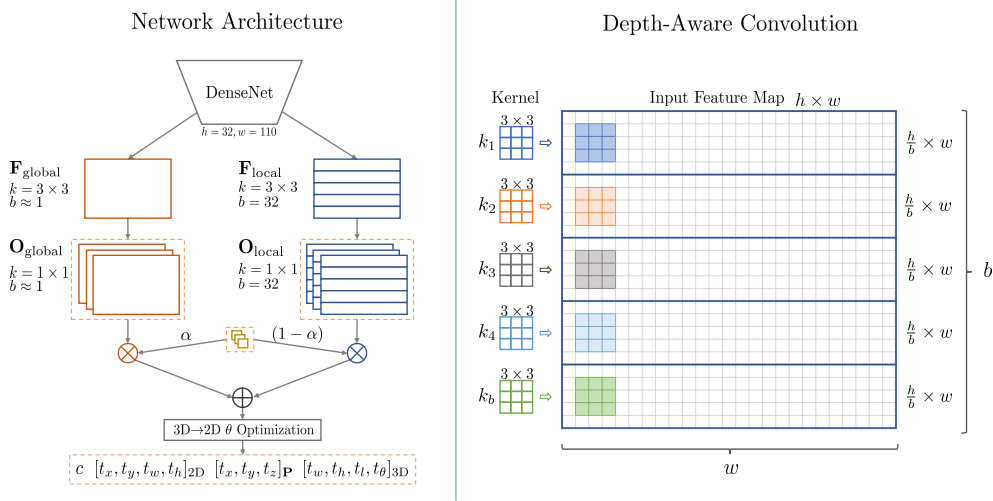 Network Architecture
DenseNet
h = 32, w = 110
F_global
k = 3 × 3
b ≈ 1
F_local
k = 3 × 3
b = 32
O_global
k = 1 × 1
b ≈ 1
O_local
k = 1 × 1
b = 32
α
(1 − α)
3D→2D θ Optimization
c [t_x, t_y, t_w, t_h]_2D [t_x, t_y, t_z]_P [t_w, t_h, t_l, t_θ]_3D
Depth-Aware Convolution
Kernel
Input Feature Map h × w
3 × 3
k_1
h/b × w
3 × 3
k_2
h/b × w
3 × 3
k_3
h/b × w
3 × 3
k_4
h/b × w
3 × 3
k_b
h/b × w
b
w